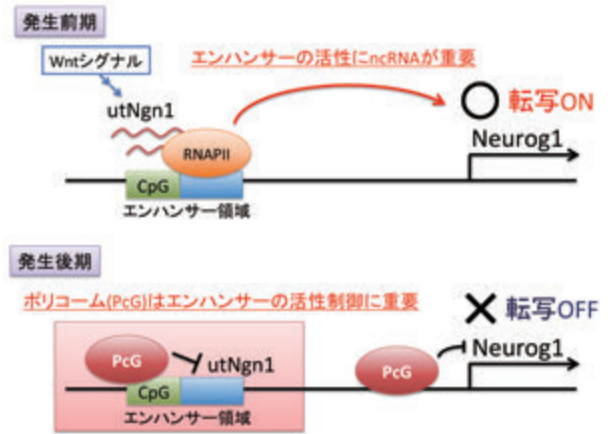 発生前期
Wntシグナル
エンハンサーの活性にncRNAが重要
utNgn1
転写ON
RNAPII
Neurog1
CpG
エンハンサー領域
発生後期
ポリコーム(PcG)はエンハンサーの活性制御に重要
転写OFF
PcG
utNgn1
PcG
Neurog1
CpG
エンハンサー領域